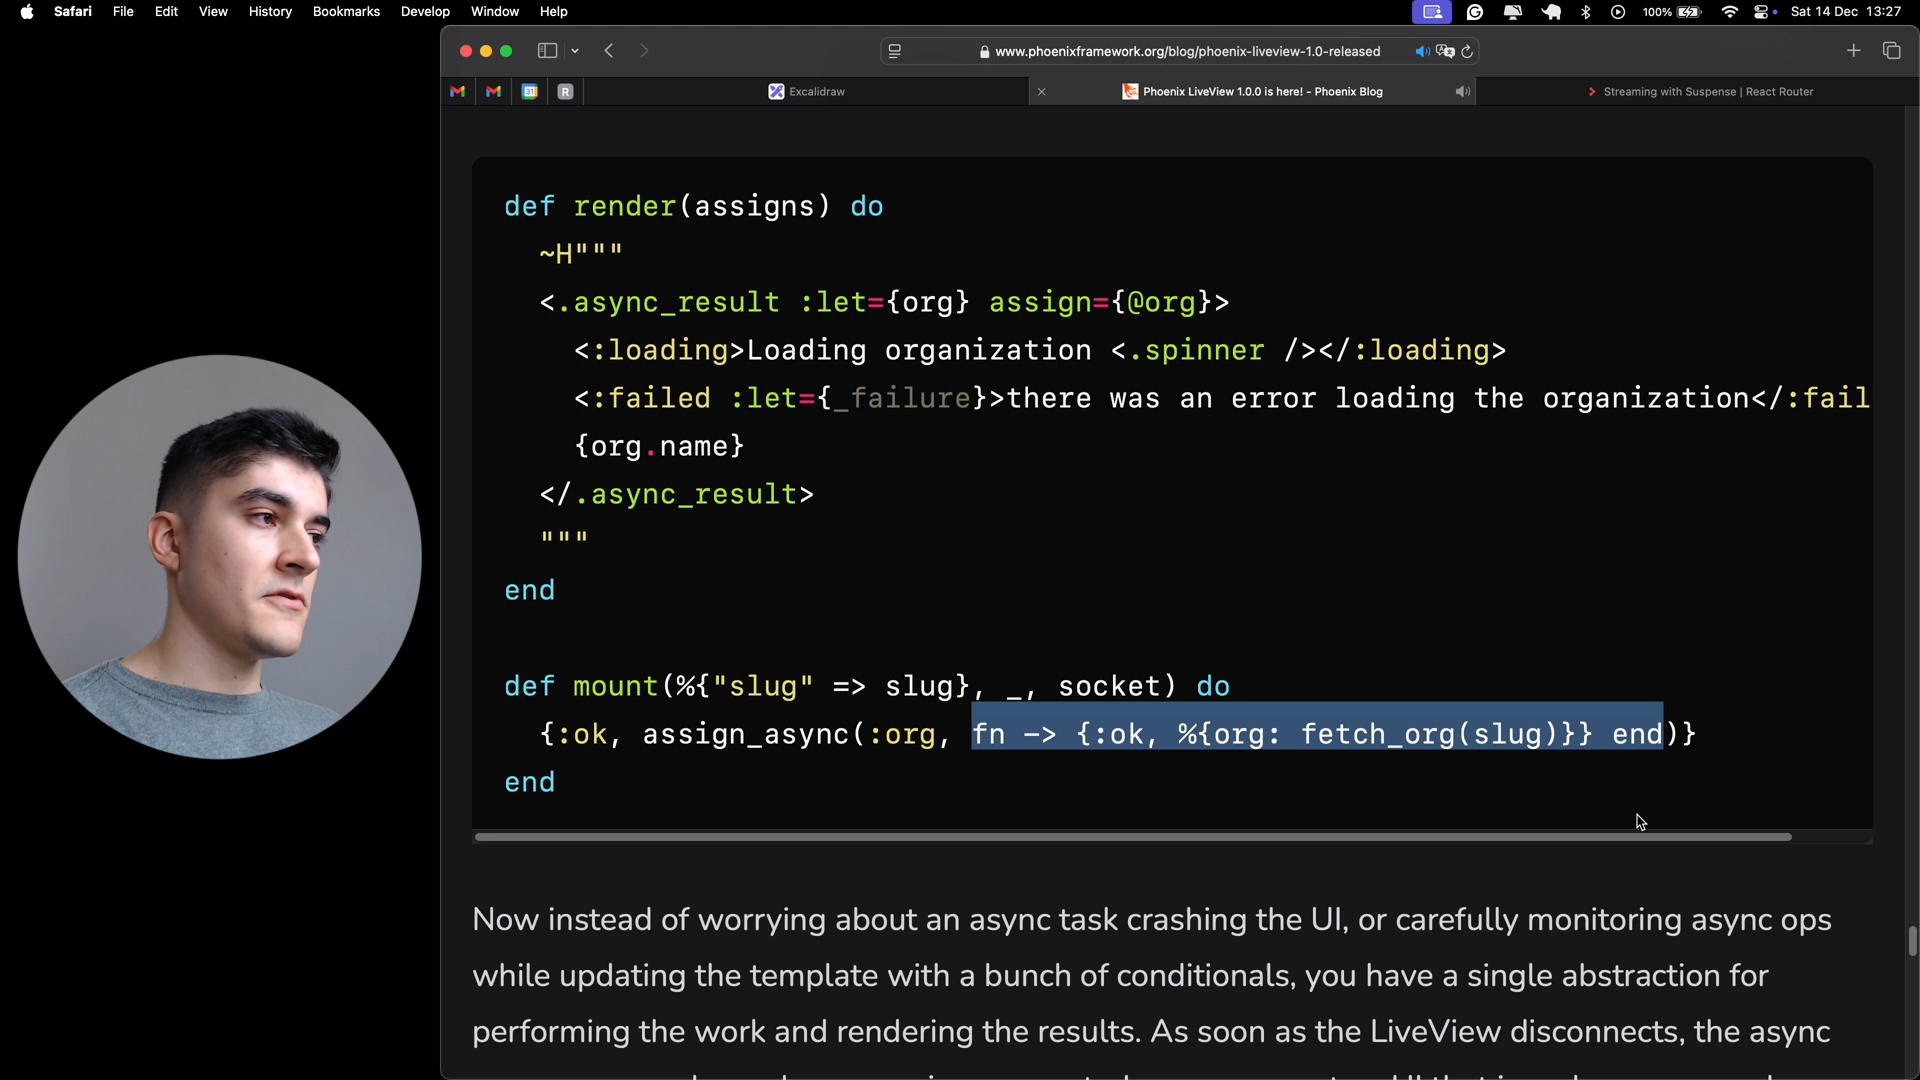 Safari File Edit View History Bookmarks Develop Window Help 100% Sat 14 Dec 13:27
www.phoenixframework.org/blog/phoenix-liveview-1.0-released
R Excalidraw Phoenix LiveView 1.0.0 is here! - Phoenix Blog Streaming with Suspense | React Router
def render(assigns) do
~H"""
<.async_result :let={org} assign={@org}>
<:loading>Loading organization <.spinner /></:loading>
<:failed :let={_failure}>there was an error loading the organization</:fail
{org.name}
</.async_result>
"""
end
def mount(%{"slug" => slug}, _, socket) do
{:ok, assign_async(:org, fn -> {:ok, %{org: fetch_org(slug)}} end)}
end
Now instead of worrying about an async task crashing the UI, or carefully monitoring async ops
while updating the template with a bunch of conditionals, you have a single abstraction for
performing the work and rendering the results. As soon as the LiveView disconnects, the async